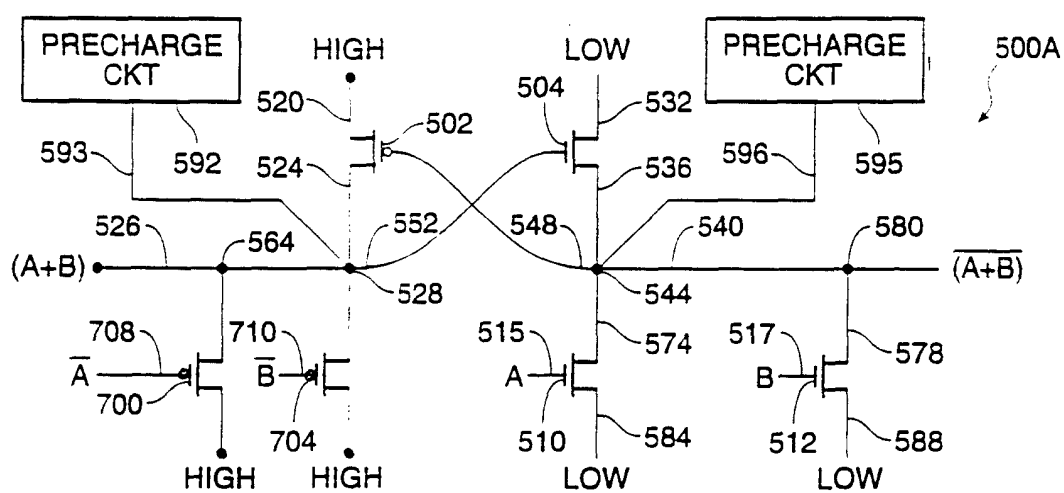 PRECHARGE
CKT
HIGH
LOW
PRECHARGE
CKT
500A
520
502
504
532
593
592
524
536
596
595
526
564
552
548
540
580
(A+B)
528
544
(A+B)
708
710
515
574
517
578
A
B
A
B
700
704
510
584
512
588
HIGH
HIGH
LOW
LOW